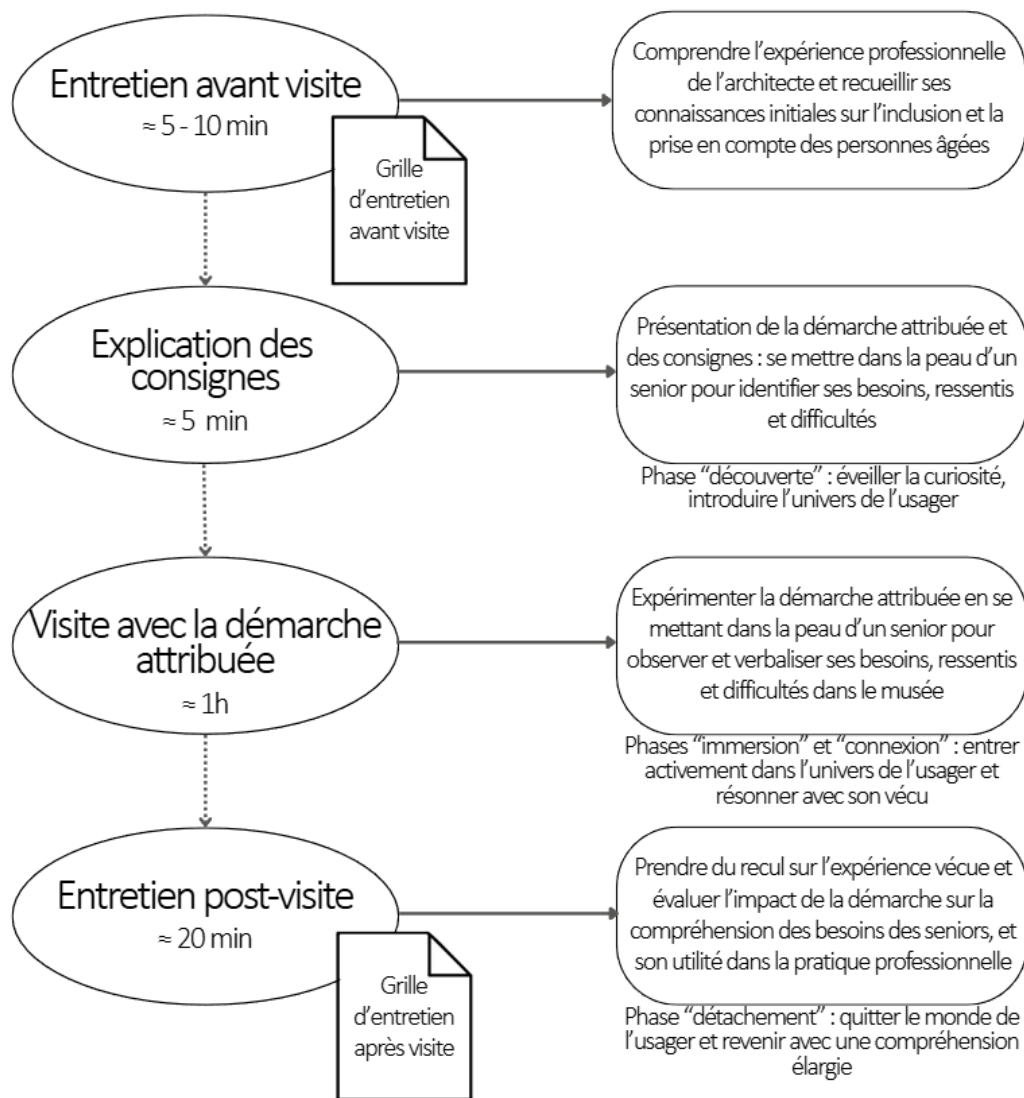 Entretien avant visite
≈ 5 - 10 min
Grille
d'entretien
avant visite
Comprendre l'expérience professionnelle
de l'architecte et recueillir ses
connaissances initiales sur l'inclusion et la
prise en compte des personnes âgées
Explication des
consignes
≈ 5 min
Présentation de la démarche attribuée et
des consignes : se mettre dans la peau d'un
senior pour identifier ses besoins, ressentis
et difficultés
Phase “découverte” : éveiller la curiosité,
introduire l'univers de l'usager
Visite avec la démarche
attribuée
≈ 1h
Expérimenter la démarche attribuée en se
mettant dans la peau d'un senior pour
observer et verbaliser ses besoins, ressentis
et difficultés dans le musée
Phases “immersion” et “connexion” : entrer
activement dans l'univers de l'usager et
résonner avec son vécu
Entretien post-visite
≈ 20 min
Grille
d'entretien
après visite
Prendre du recul sur l'expérience vécue et
évaluer l'impact de la démarche sur la
compréhension des besoins des seniors, et
son utilité dans la pratique professionnelle
Phase “détachement” : quitter le monde de
l'usager et revenir avec une compréhension
élargie